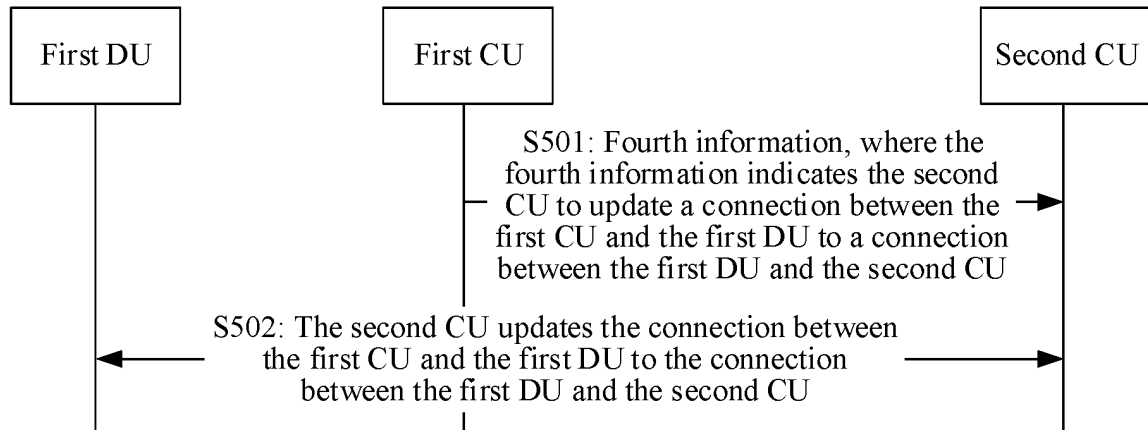 First DU
First CU
Second CU
S501: Fourth information, where the
fourth information indicates the second
CU to update a connection between the
first CU and the first DU to a connection
between the first DU and the second CU
S502: The second CU updates the connection between
the first CU and the first DU to the connection
between the first DU and the second CU